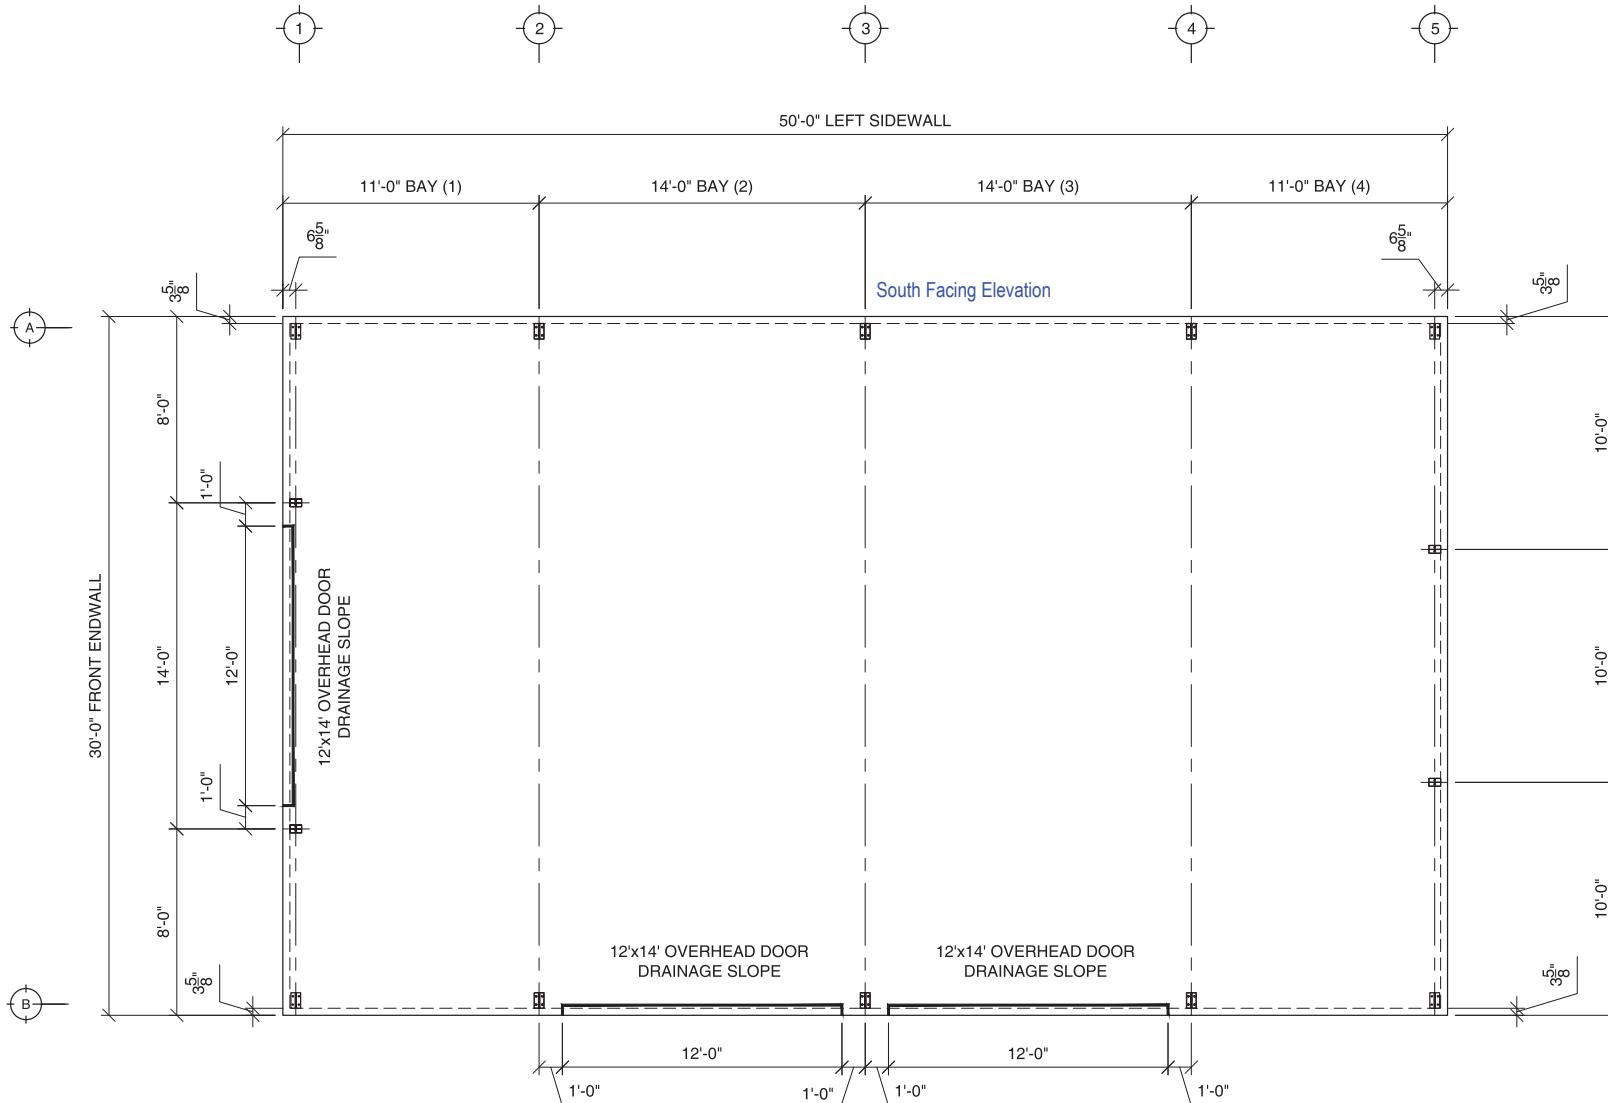 1 2 3 4 5
50'-0" LEFT SIDEWALL
11'-0" BAY (1) 14'-0" BAY (2) 14'-0" BAY (3) 11'-0" BAY (4)
6 5/8" 6 5/8"
3 5/8" 3 5/8"
South Facing Elevation
A
8'-0"
10'-0"
1'-0"
30'-0" FRONT ENDWALL
14'-0"
12'-0"
12'x14' OVERHEAD DOOR
DRAINAGE SLOPE
10'-0"
1'-0"
8'-0"
10'-0"
12'x14' OVERHEAD DOOR
DRAINAGE SLOPE
12'x14' OVERHEAD DOOR
DRAINAGE SLOPE
3 5/8" 3 5/8"
B
12'-0" 12'-0"
1'-0" 1'-0" 1'-0" 1'-0"